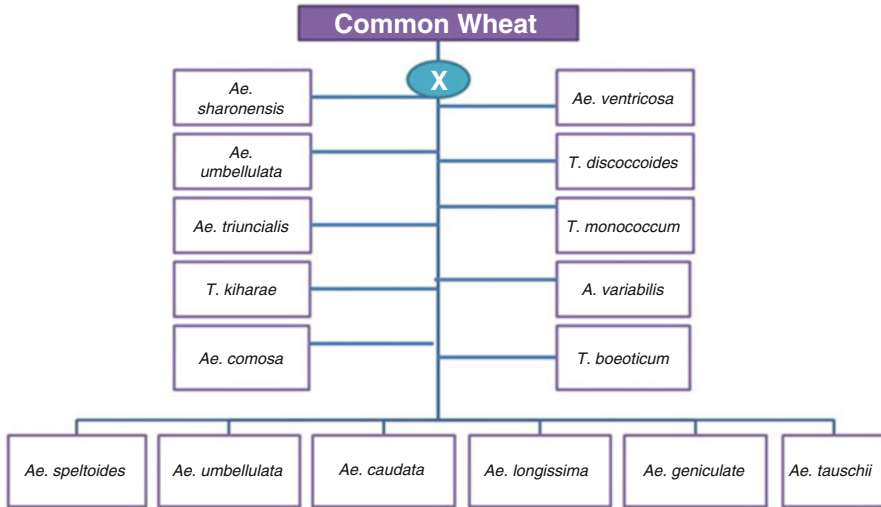 Common Wheat
X
Ae.
sharonensis
Ae. ventricosa
Ae.
umbellulata
T. discoccoides
Ae. triuncialis
T. monococcum
T. kiharae
A. variabilis
Ae. comosa
T. boeoticum
Ae. speltoides
Ae. umbellulata
Ae. caudata
Ae. longissima
Ae. geniculate
Ae. tauschii